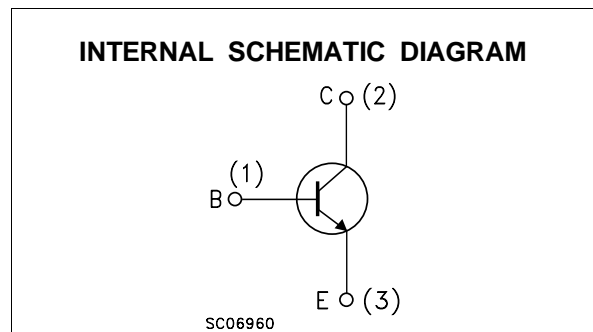 INTERNAL SCHEMATIC DIAGRAM
C (2)
(1)
B
E (3)
SC06960